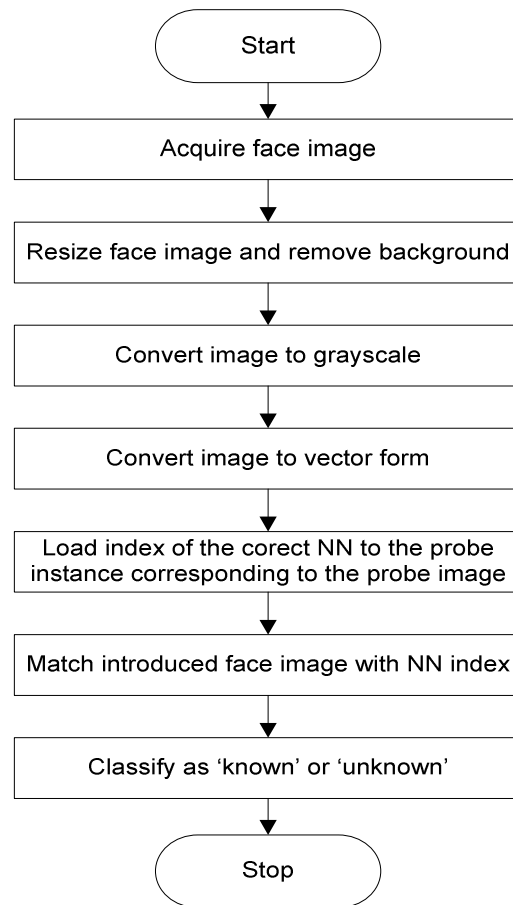 Start
Acquire face image
Resize face image and remove background
Convert image to grayscale
Convert image to vector form
Load index of the corect NN to the probe
instance corresponding to the probe image
Match introduced face image with NN index
Classify as ‘known’ or ‘unknown’
Stop